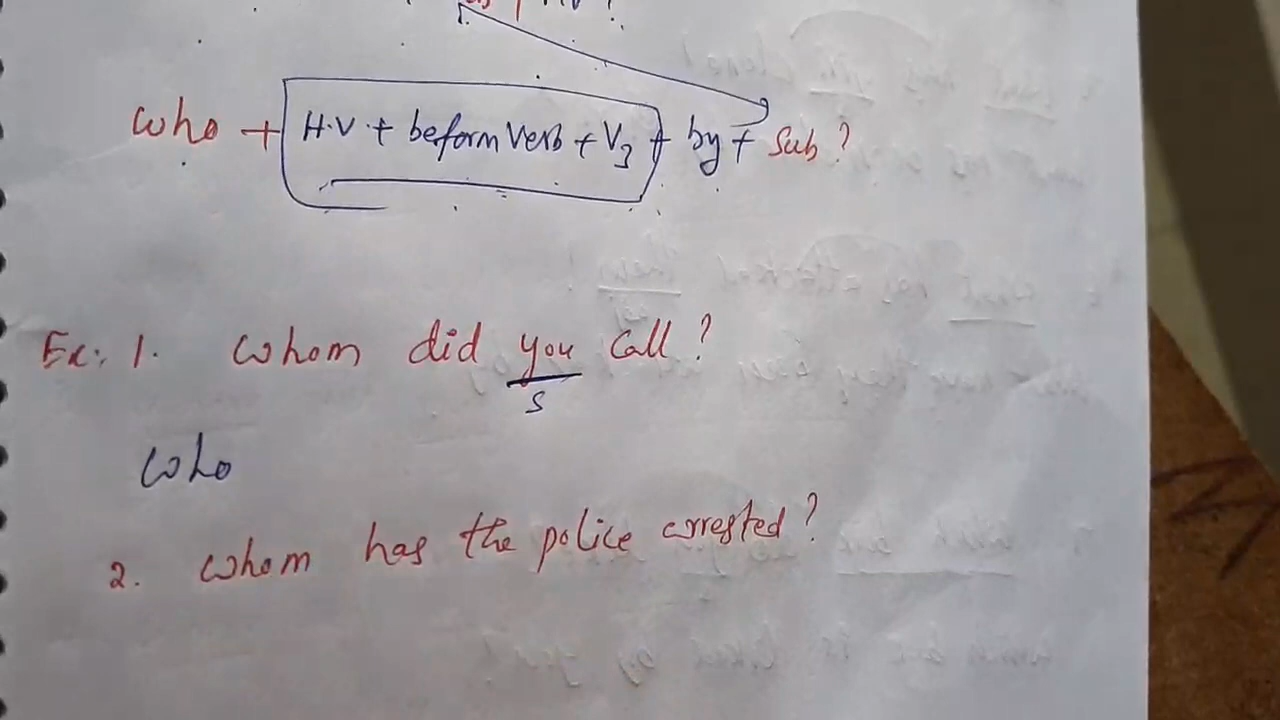 who + H.V + beform Verb + V3 + by + Sub ?
Ex:. 1. Whom did you call ?
S
Who
2. Whom has the police arrested ?